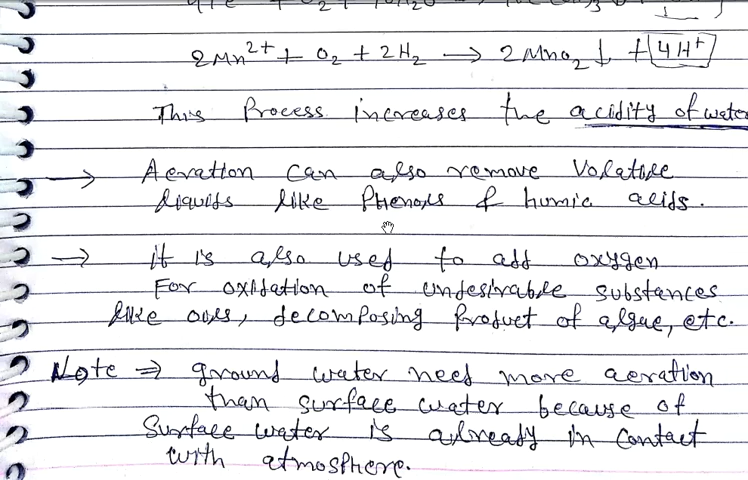 2Mn²⁺ + O₂ + 2H₂ → 2MnO₂ ↓ + 4H⁺
This Process increases the acidity of water
→ Aeration can also remove Volatile
liquids like Phenols & humic acids.
→ it is also used to add oxygen
For oxidation of undesirable substances
like oils, decomposing Product of algae, etc.
Note ⇒ ground water need more aeration
than surface water because of
Surface water is already in contact
with atmosphere.